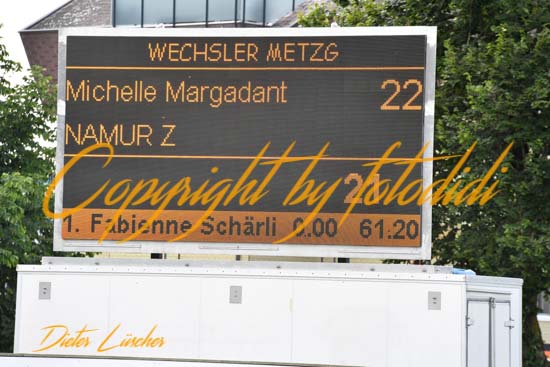 WECHSLER METZG
Michelle Margadant 22
NAMUR Z
Copyright by fotodidi
1. Fabienne Schärli 0.00 61.20
Dieter Lüscher